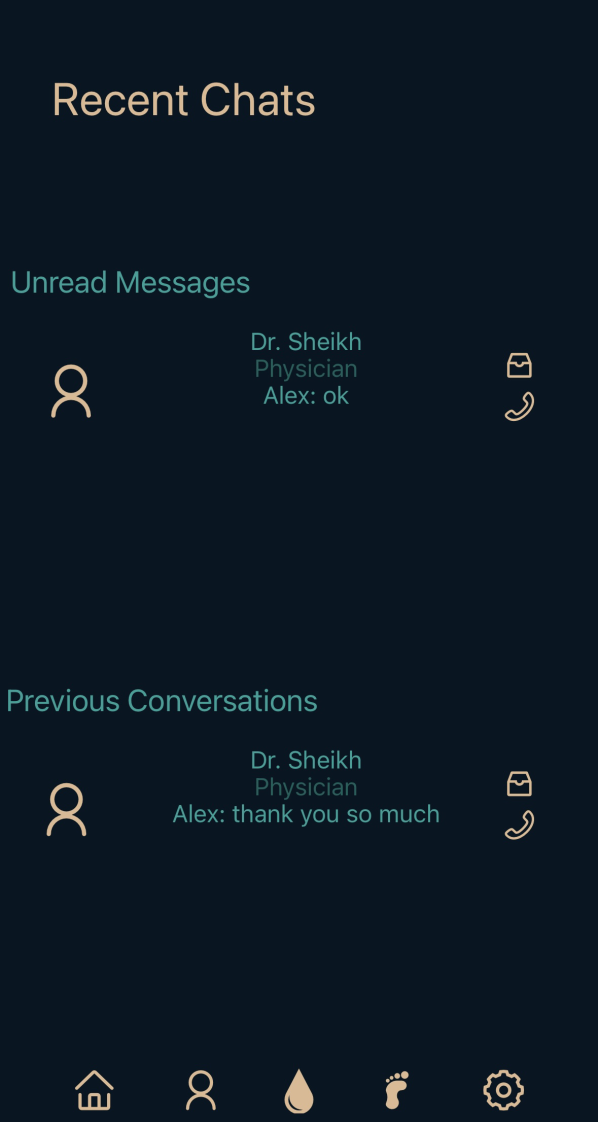 Recent Chats
Unread Messages
Dr. Sheikh
Physician
Alex: ok
Previous Conversations
Dr. Sheikh
Physician
Alex: thank you so much